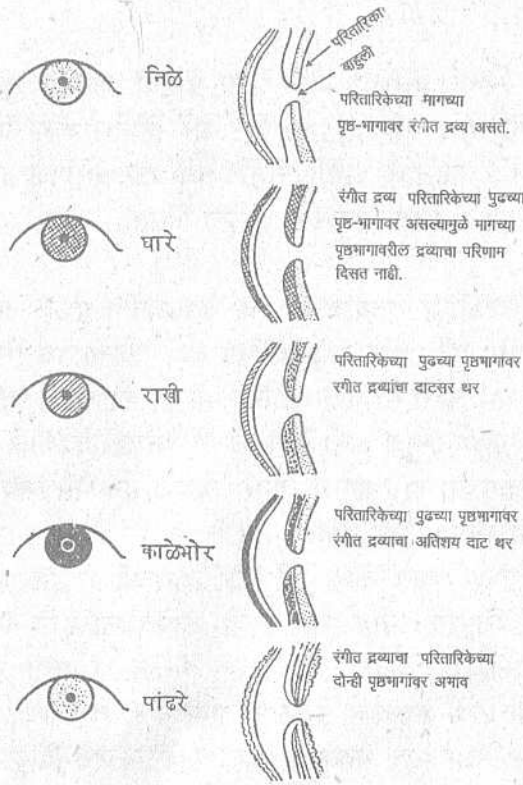 निळे
परितारिका
बाहुली
परितारिकेच्या मागच्या
पृष्ठ-भागावर रंगीत द्रव्य असते.
घारे
रंगीत द्रव्य परितारिकेच्या पुढच्या
पृष्ठ-भागावर असल्यामुळे मागच्या
पृष्ठभागावरील द्रव्याचा परिणाम
दिसत नाही.
राखी
परितारिकेच्या पुढच्या पृष्ठभागावर
रगीत द्रव्यांचा दाटसर थर
काळेभोर
परितारिकेच्या पुढच्या पृष्ठभागावर
रंगीत द्रव्याचा अतिशय दाट थर
पांढरे
रंगीत द्रव्याचा परितारिकेच्या
दोन्ही पृष्ठभागांवर अभाव